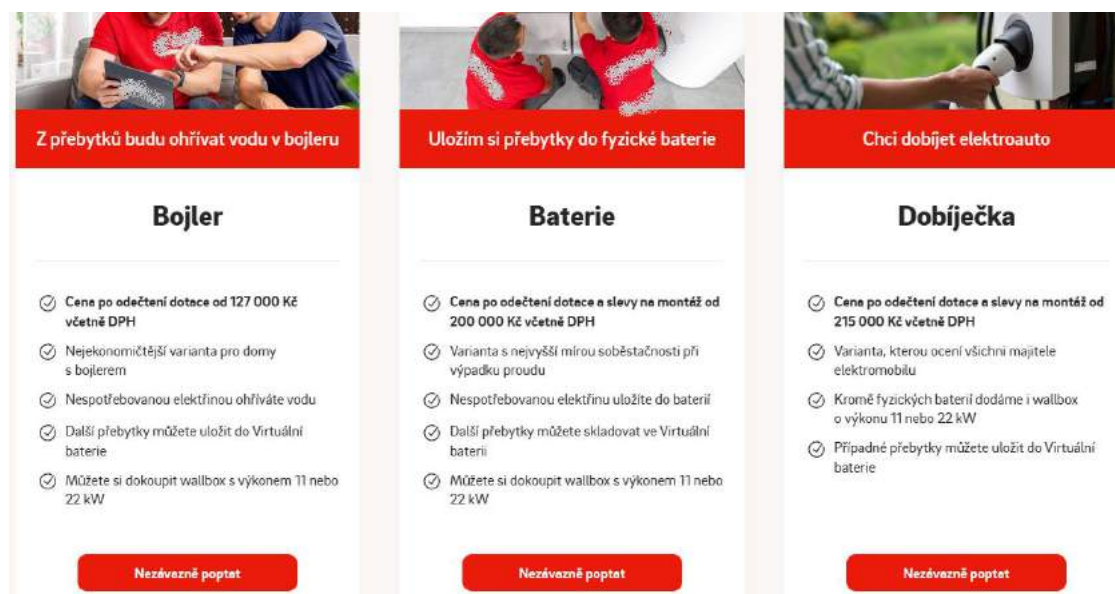 Z přebytků budu ohřívat vodu v bojleru
Bojler
Cena po odečtení dotace od 127 000 Kč
včetně DPH
Nejekonomičtější varianta pro domy
s bojlerem
Nespotřebovanou elektřinou ohříváte vodu
Další přebytky můžete uložit do Virtuální
baterie
Můžete si dokoupit wallbox s výkonem 11 nebo
22 kW
Nezávazně poptat
Uložím si přebytky do fyzické baterie
Baterie
Cena po odečtení dotace a slevy na montáž od
200 000 Kč včetně DPH
Varianta s nejvyšší mírou soběstačnosti při
výpadku proudu
Nespotřebovanou elektřinu uložíte do baterií
Další přebytky můžete skladovat ve Virtuální
baterii
Můžete si dokoupit wallbox s výkonem 11 nebo
22 kW
Nezávazně poptat
Chci dobíjet elektroauto
Dobíječka
Cena po odečtení dotace a slevy na montáž od
215 000 Kč včetně DPH
Varianta, kterou ocení všichni majitele
elektromobilu
Kromě fyzických baterií dodáme i wallbox
o výkonu 11 nebo 22 kW
Případné přebytky můžete uložit do Virtuální
baterie
Nezávazně poptat